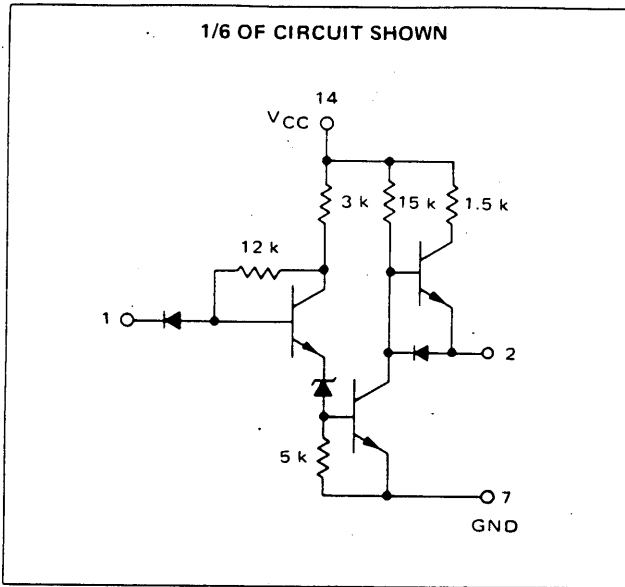 1/6 OF CIRCUIT SHOWN
14
VCC
3 k
15 k
1.5 k
12 k
1
2
5 k
7
GND